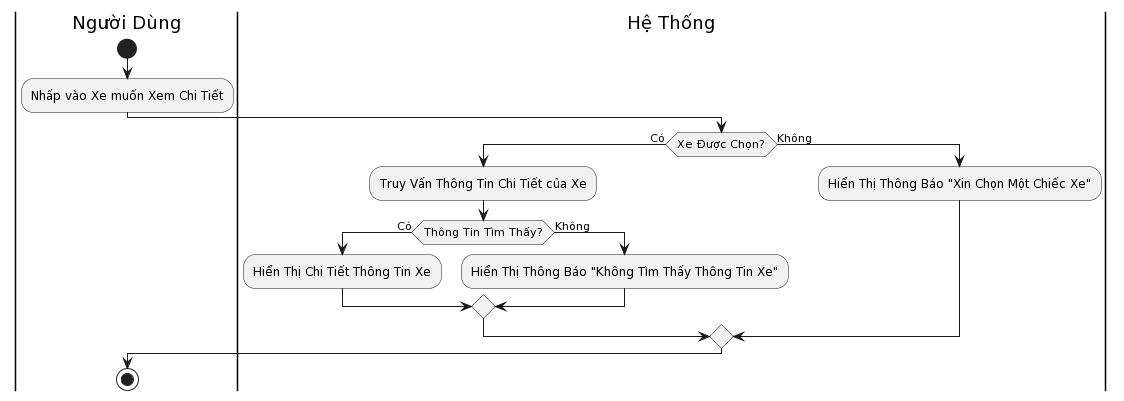 Người Dùng
Hệ Thống
Nhấp vào Xe muốn Xem Chi Tiết
Có
Xe Được Chọn?
Không
Truy Vấn Thông Tin Chi Tiết của Xe
Hiển Thị Thông Báo "Xin Chọn Một Chiếc Xe"
Có
Thông Tin Tìm Thấy?
Không
Hiển Thị Chi Tiết Thông Tin Xe
Hiển Thị Thông Báo "Không Tìm Thấy Thông Tin Xe"